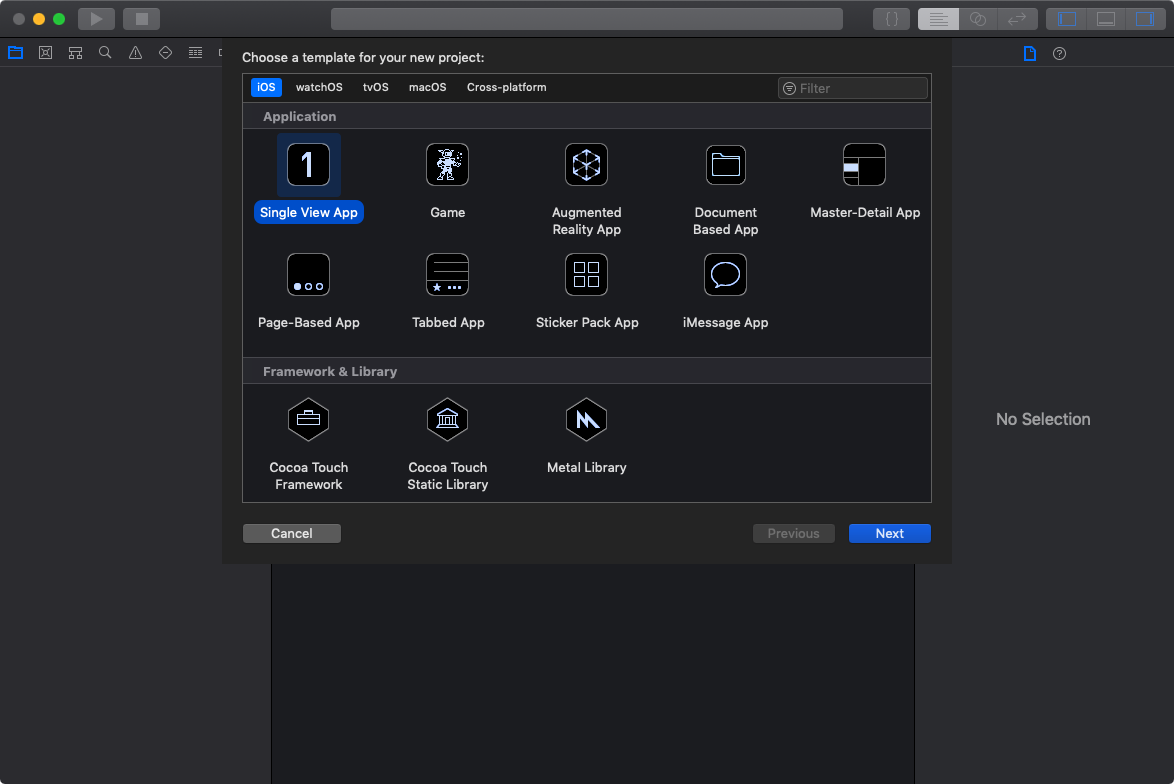 Choose a template for your new project:
iOS watchOS tvOS macOS Cross-platform Filter
Application
1
Single View App Game Augmented Document Master-Detail App
Reality App Based App
Page-Based App Tabbed App Sticker Pack App iMessage App
Framework & Library
Cocoa Touch Cocoa Touch Metal Library
Framework Static Library
No Selection
Cancel Previous Next